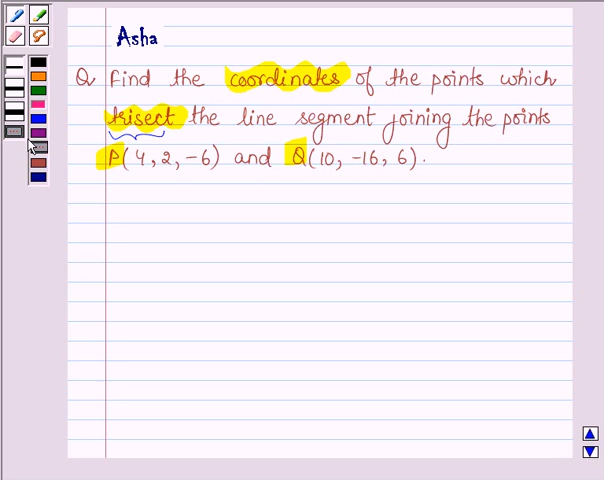 Asha
Q Find the coordinates of the points which
trisect the line segment joining the points
P(4, 2, -6) and Q(10, -16, 6).